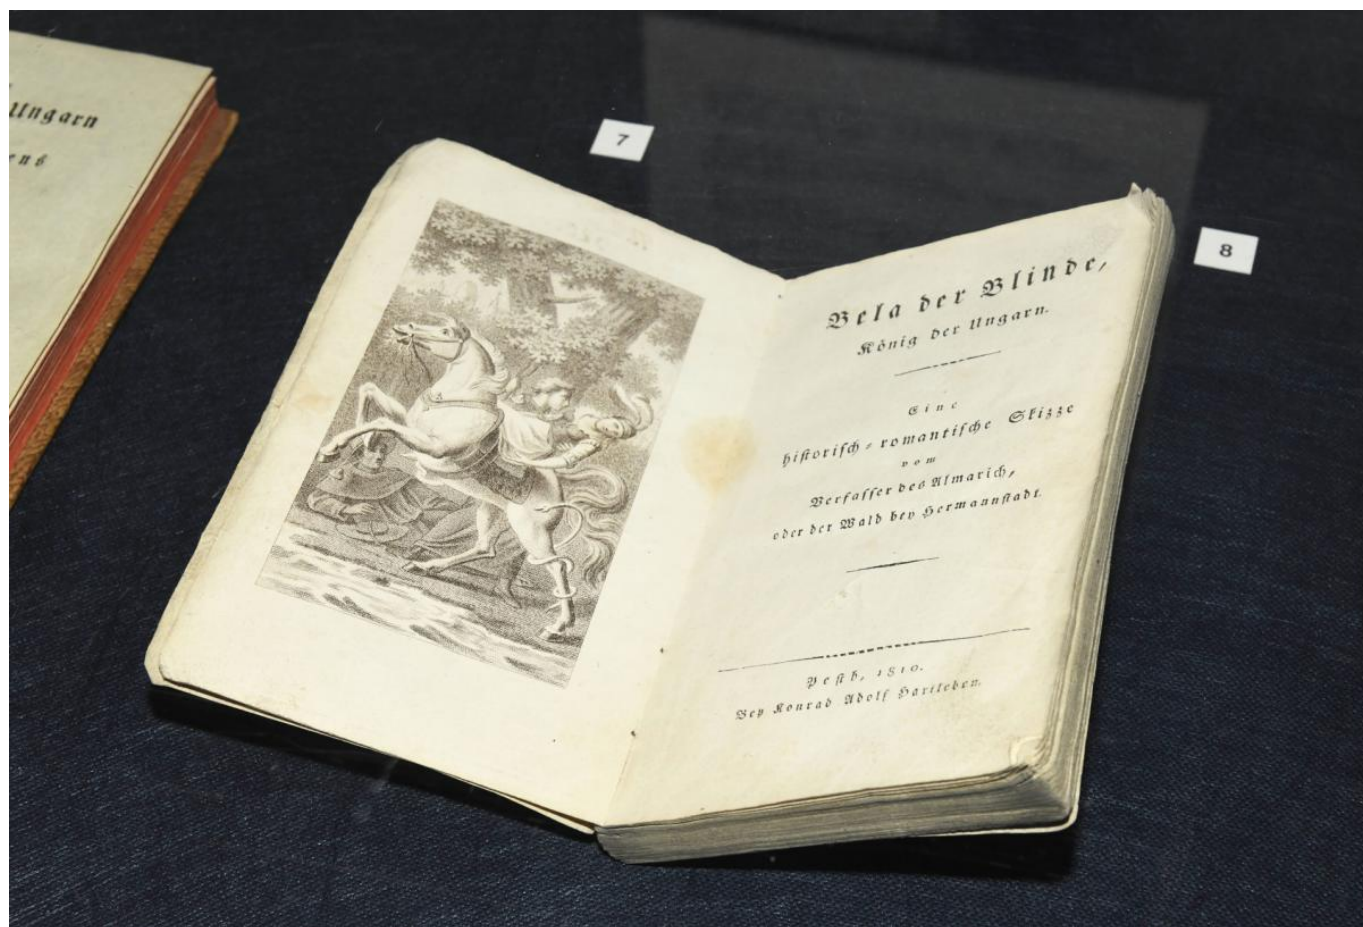 Ungarn
ens
7
8
Bela der Blinde,
König der Ungarn.
Eine
historisch-romantische Skizze
vom
Verfasser des Almarich,
oder der Wald bey Hermannstadt.
Pesth, 1810.
Bey Konrad Adolf Hartleben.